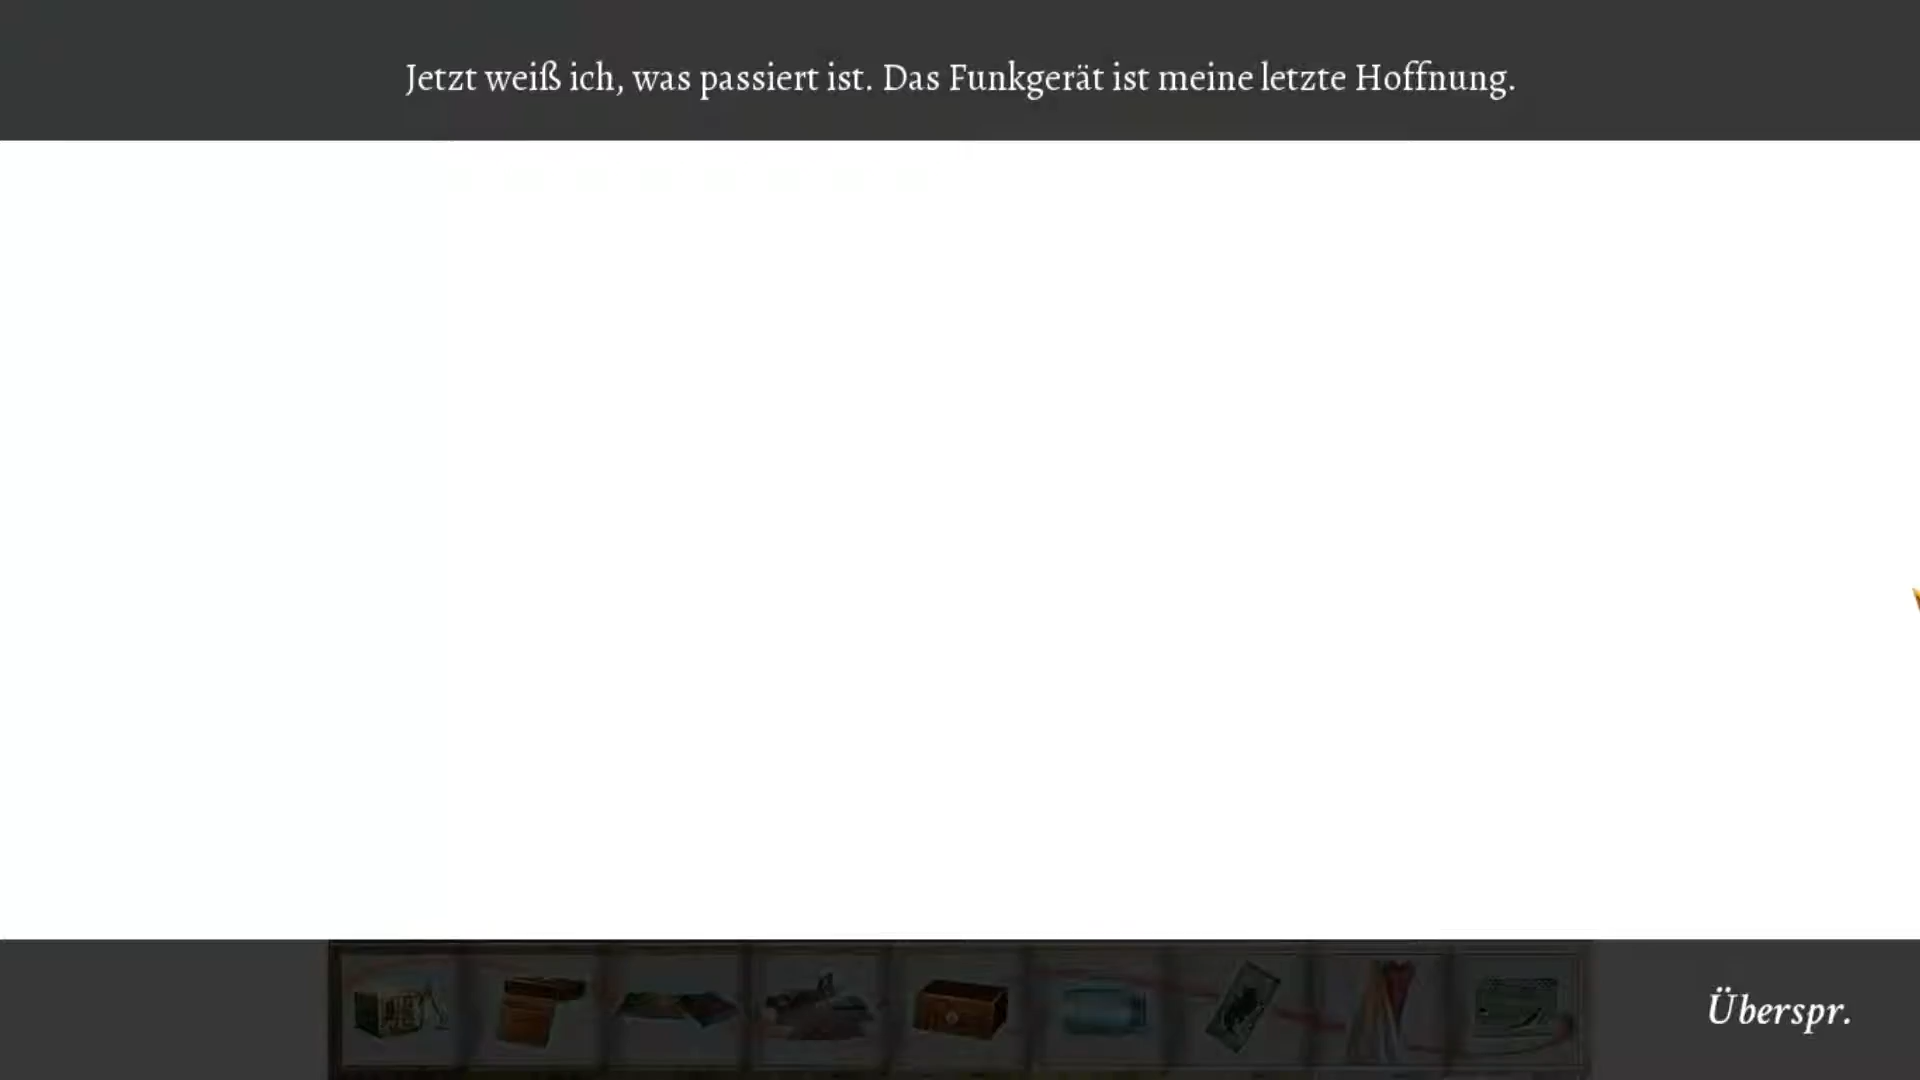 Jetzt weiß ich, was passiert ist. Das Funkgerät ist meine letzte Hoffnung.
Überspr.